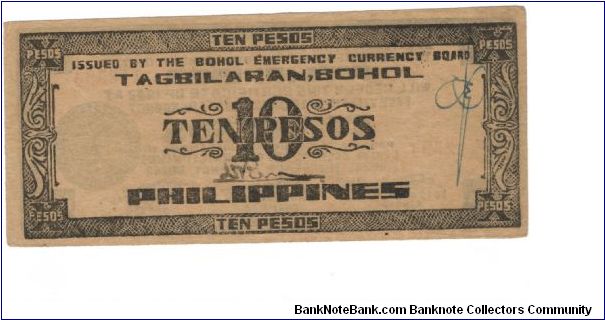 TEN PESOS
PESOS PESOS
ISSUED BY THE BOHOL EMERGENCY CURRENCY BOARD
TAGBILARAN, BOHOL
10
TEN PESOS
PHILIPPINES
PESOS PESOS
TEN PESOS
BankNoteBank.com Banknote Collectors Community